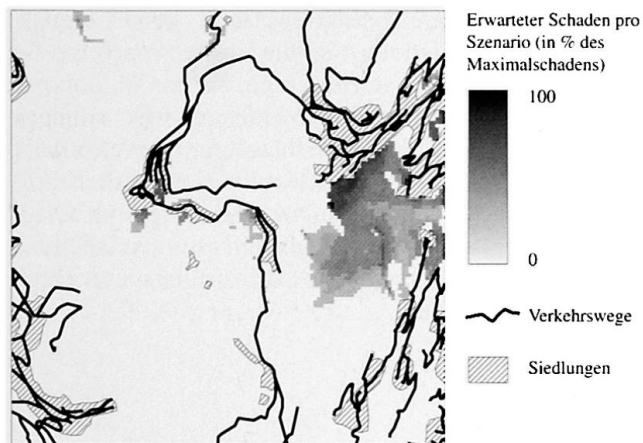 Erwarteter Schaden pro
Szenario (in % des
Maximalschadens)
100
0
Verkehrswege
Siedlungen